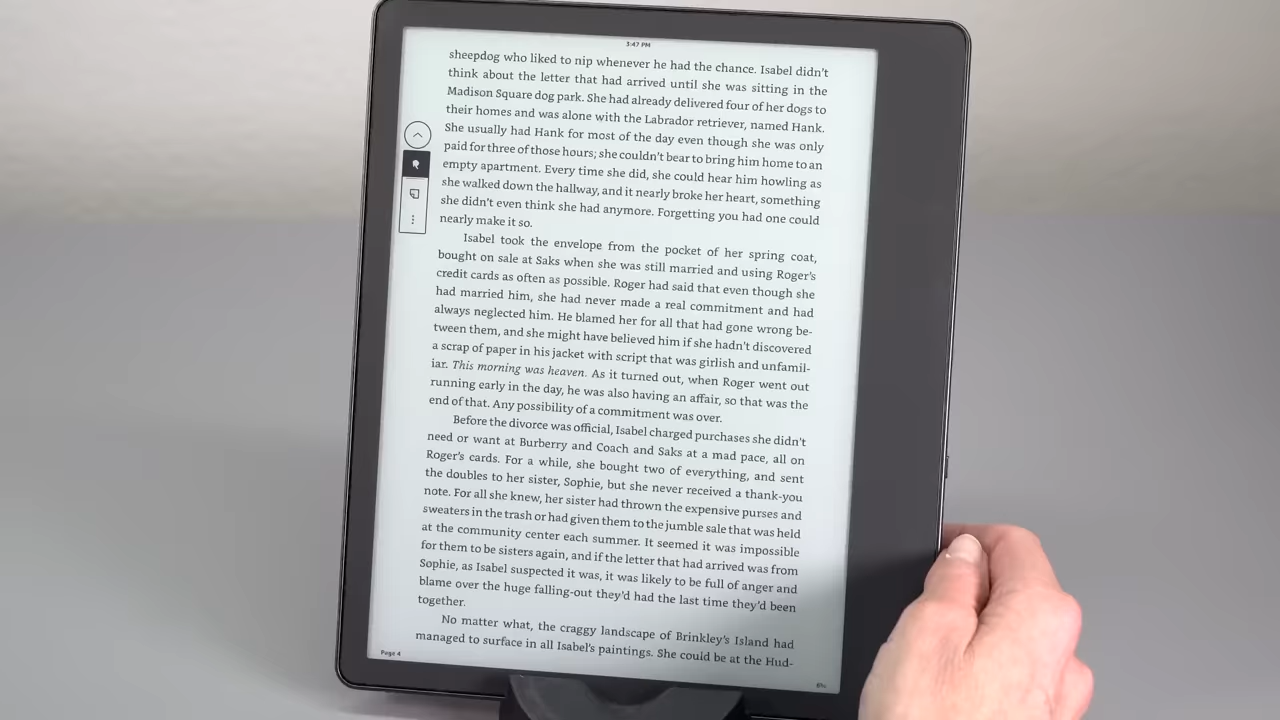 3:47 PM
sheepdog who liked to nip whenever he had the chance. Isabel didn't
think about the letter that had arrived until she was sitting in the
Madison Square dog park. She had already delivered four of her dogs to
their homes and was alone with the Labrador retriever, named Hank.
She usually had Hank for most of the day even though she was only
paid for three of those hours; she couldn't bear to bring him home to an
empty apartment. Every time she did, she could hear him howling as
she walked down the hallway, and it nearly broke her heart, something
she didn't even think she had anymore. Forgetting you had one could
nearly make it so.
Isabel took the envelope from the pocket of her spring coat,
bought on sale at Saks when she was still married and using Roger's
credit cards as often as possible. Roger had said that even though she
had married him, she had never made a real commitment and had
always neglected him. He blamed her for all that had gone wrong be-
tween them, and she might have believed him if she hadn't discovered
a scrap of paper in his jacket with script that was girlish and unfamil-
iar. This morning was heaven. As it turned out, when Roger went out
running early in the day, he was also having an affair, so that was the
end of that. Any possibility of a commitment was over.
Before the divorce was official, Isabel charged purchases she didn't
need or want at Burberry and Coach and Saks at a mad pace, all on
Roger's cards. For a while, she bought two of everything, and sent
the doubles to her sister, Sophie, but she never received a thank-you
note. For all she knew, her sister had thrown the expensive purses and
sweaters in the trash or had given them to the jumble sale that was held
at the community center each summer. It seemed it was impossible
for them to be sisters again, and if the letter that had arrived was from
Sophie, as Isabel suspected it was, it was likely to be full of anger and
blame over the huge falling-out they'd had the last time they'd been
together.
No matter what, the craggy landscape of Brinkley's Island had
managed to surface in all Isabel's paintings. She could be at the Hud-
Page 4